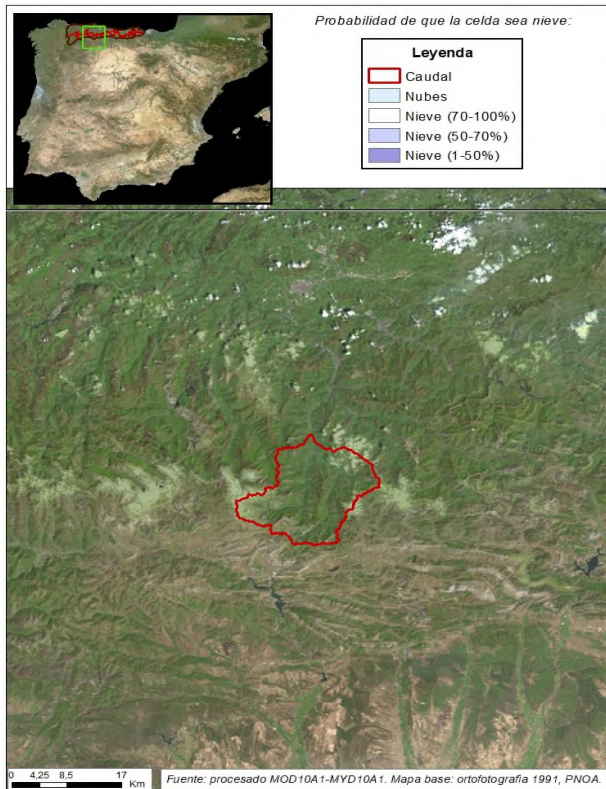 Probabilidad de que la celda sea nieve:
Leyenda
Caudal
Nubes
Nieve (70-100%)
Nieve (50-70%)
Nieve (1-50%)
0 4,25 8,5 17
Km
Fuente: procesado MOD10A1-MYD10A1. Mapa base: ortofotografia 1991, PNOA.